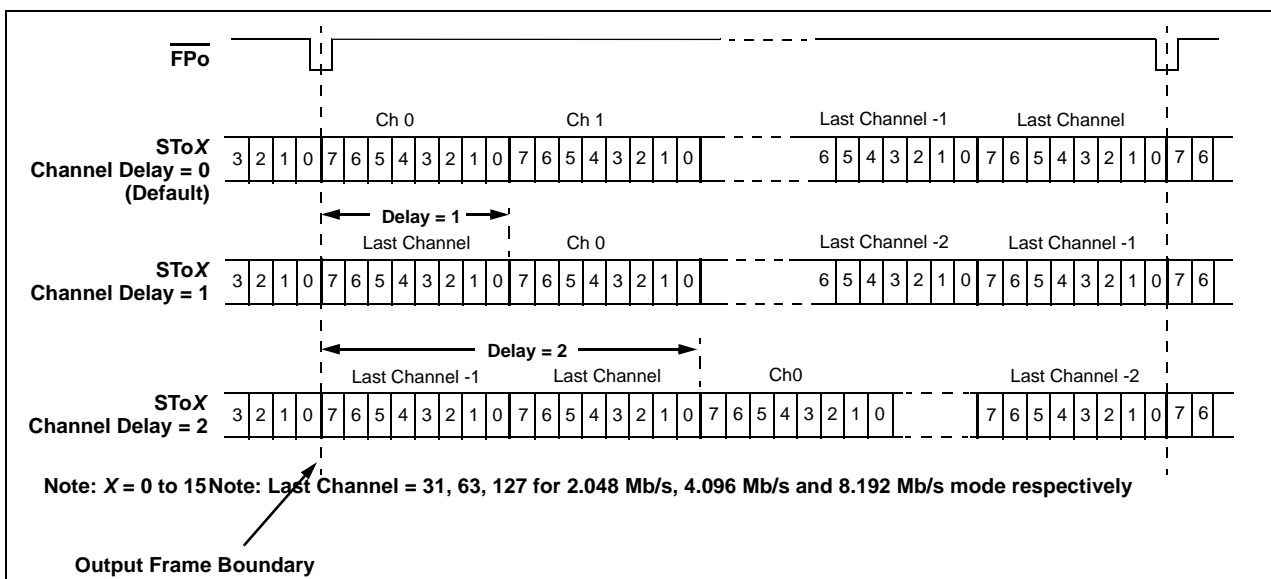 FPo
Ch 0 Ch 1 Last Channel -1 Last Channel
SToX
Channel Delay = 0
(Default)
3 2 1 0 7 6 5 4 3 2 1 0 7 6 5 4 3 2 1 0 6 5 4 3 2 1 0 7 6 5 4 3 2 1 0 7 6
Delay = 1
Last Channel Ch 0 Last Channel -2 Last Channel -1
SToX
Channel Delay = 1
3 2 1 0 7 6 5 4 3 2 1 0 7 6 5 4 3 2 1 0 6 5 4 3 2 1 0 7 6 5 4 3 2 1 0 7 6
Delay = 2
Last Channel -1 Last Channel Ch0 Last Channel -2
SToX
Channel Delay = 2
3 2 1 0 7 6 5 4 3 2 1 0 7 6 5 4 3 2 1 0 7 6 5 4 3 2 1 0 7 6 5 4 3 2 1 0 7 6
Note: X = 0 to 15Note: Last Channel = 31, 63, 127 for 2.048 Mb/s, 4.096 Mb/s and 8.192 Mb/s mode respectively
Output Frame Boundary